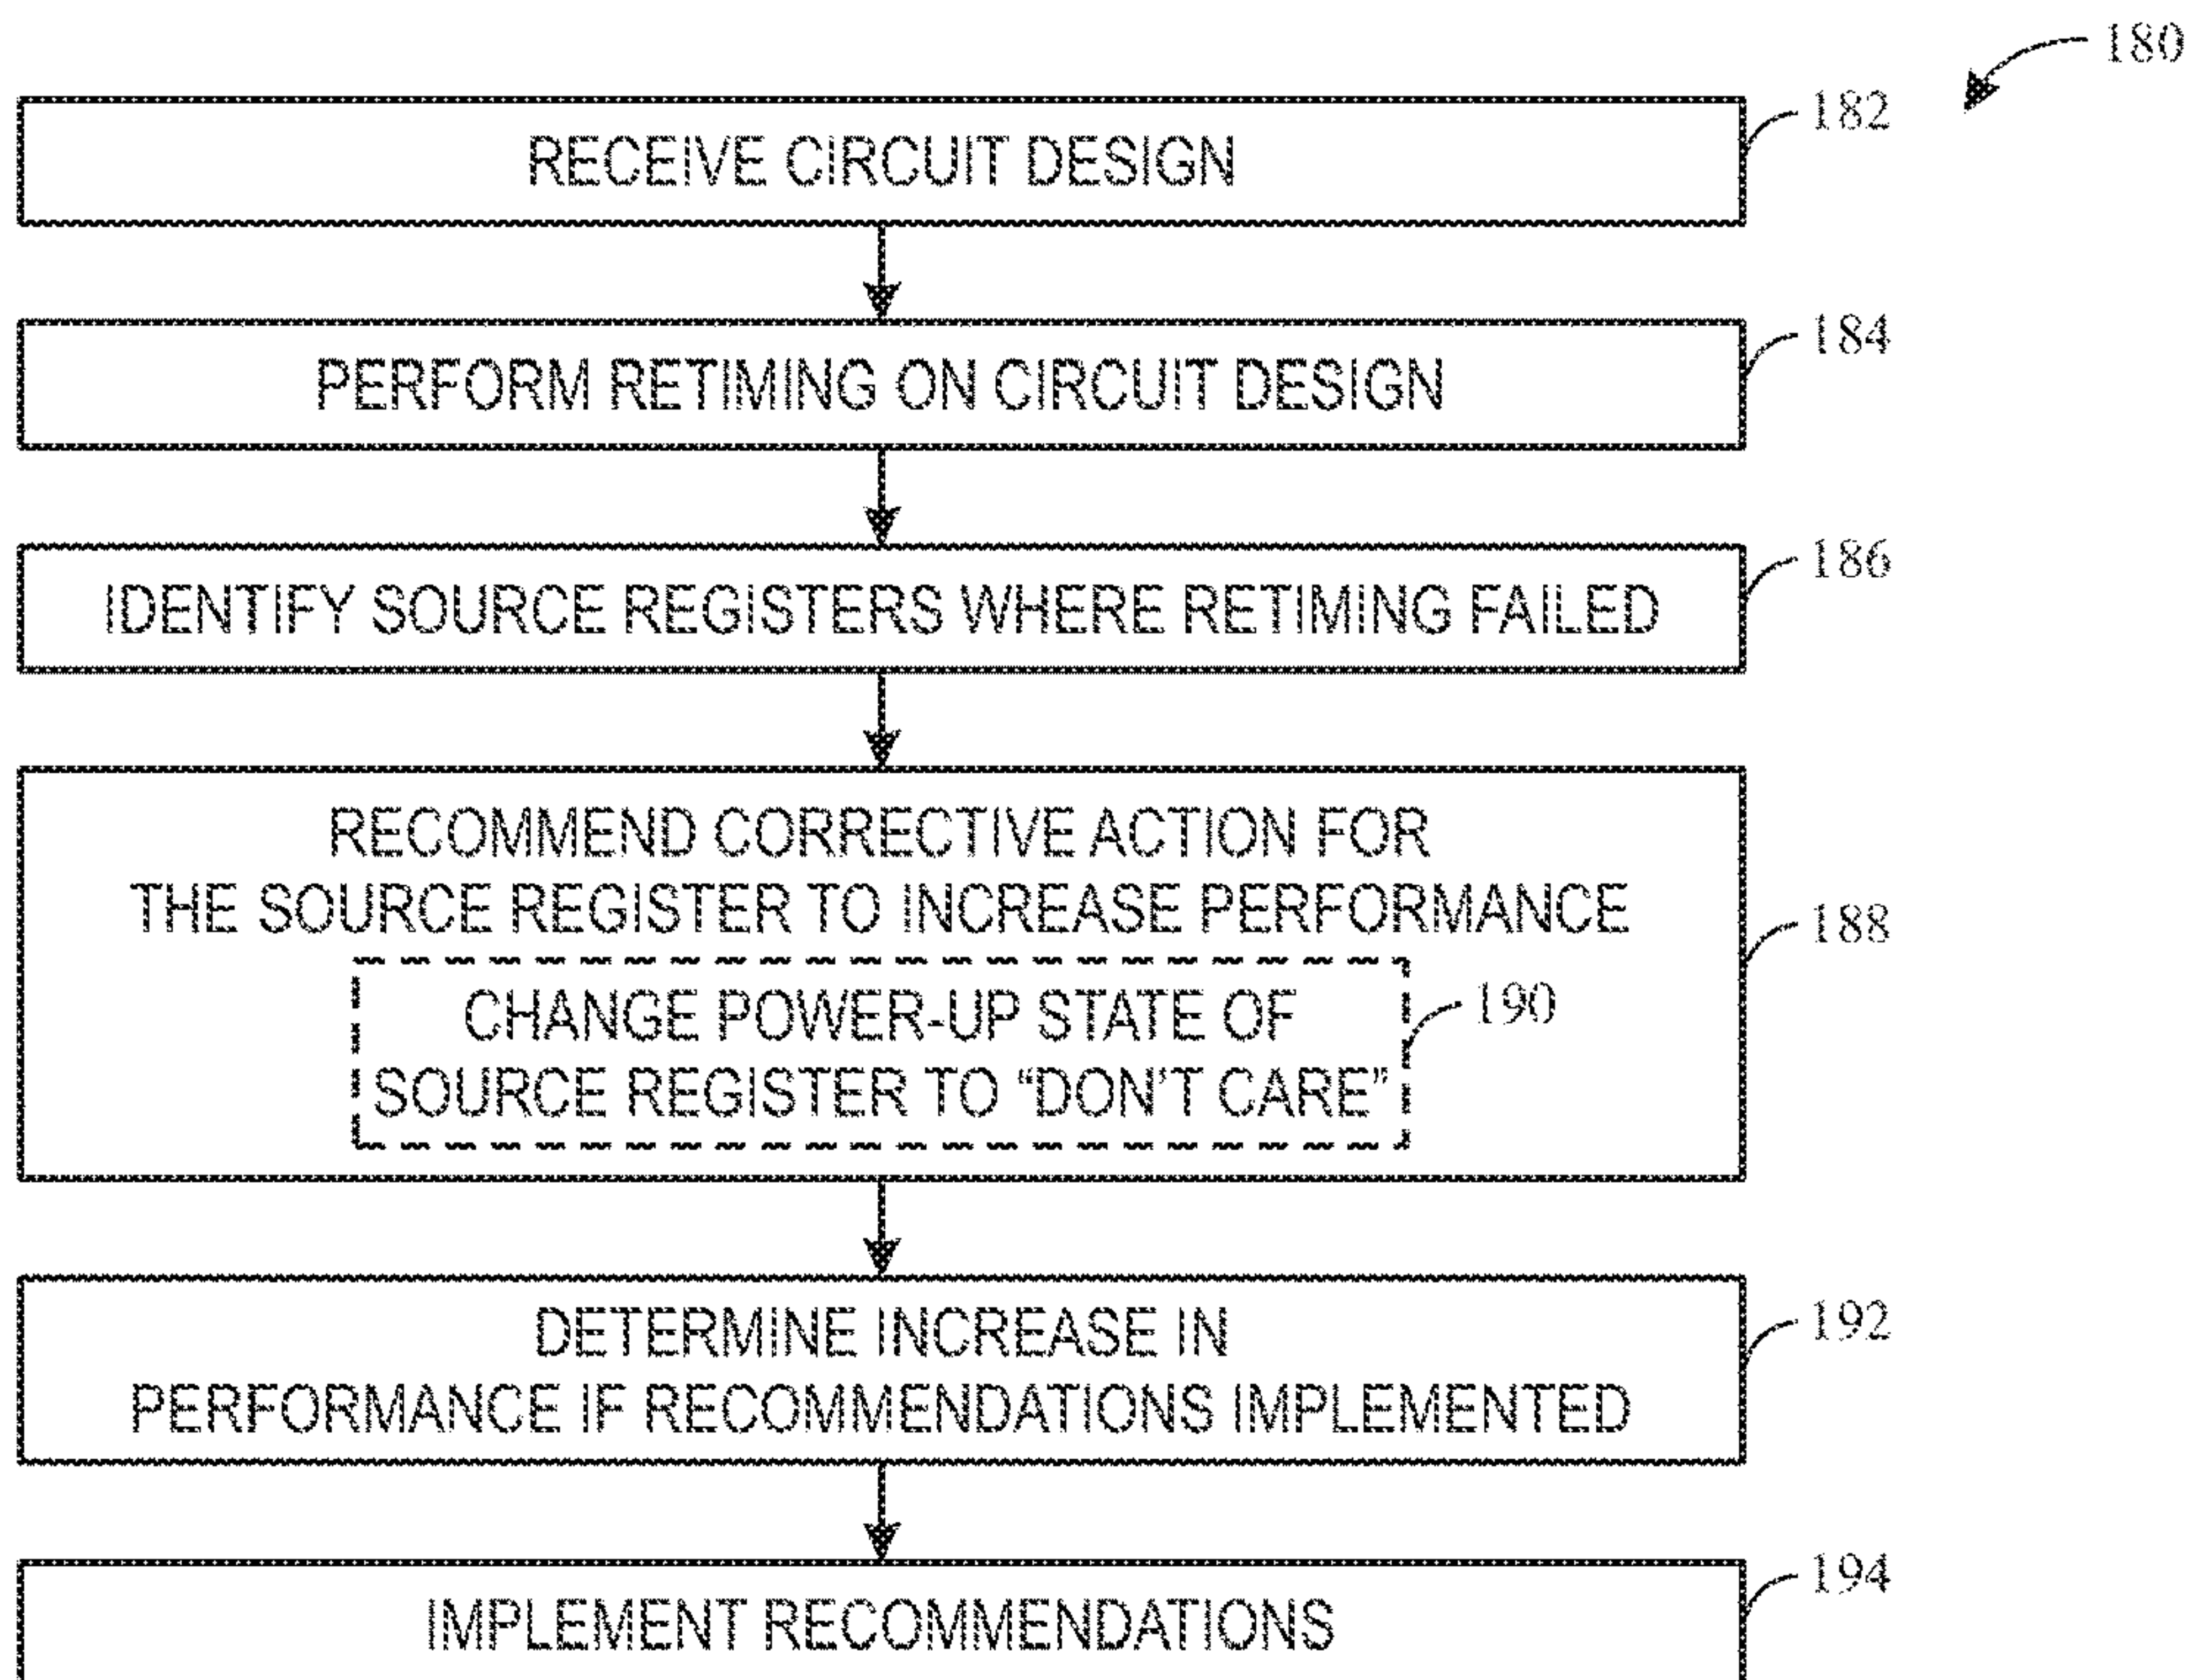 180
RECEIVE CIRCUIT DESIGN
182
PERFORM RETIMING ON CIRCUIT DESIGN
184
IDENTIFY SOURCE REGISTERS WHERE RETIMING FAILED
186
RECOMMEND CORRECTIVE ACTION FOR
THE SOURCE REGISTER TO INCREASE PERFORMANCE
188
CHANGE POWER-UP STATE OF
SOURCE REGISTER TO “DON’T CARE”
190
DETERMINE INCREASE IN
PERFORMANCE IF RECOMMENDATIONS IMPLEMENTED
192
IMPLEMENT RECOMMENDATIONS
194